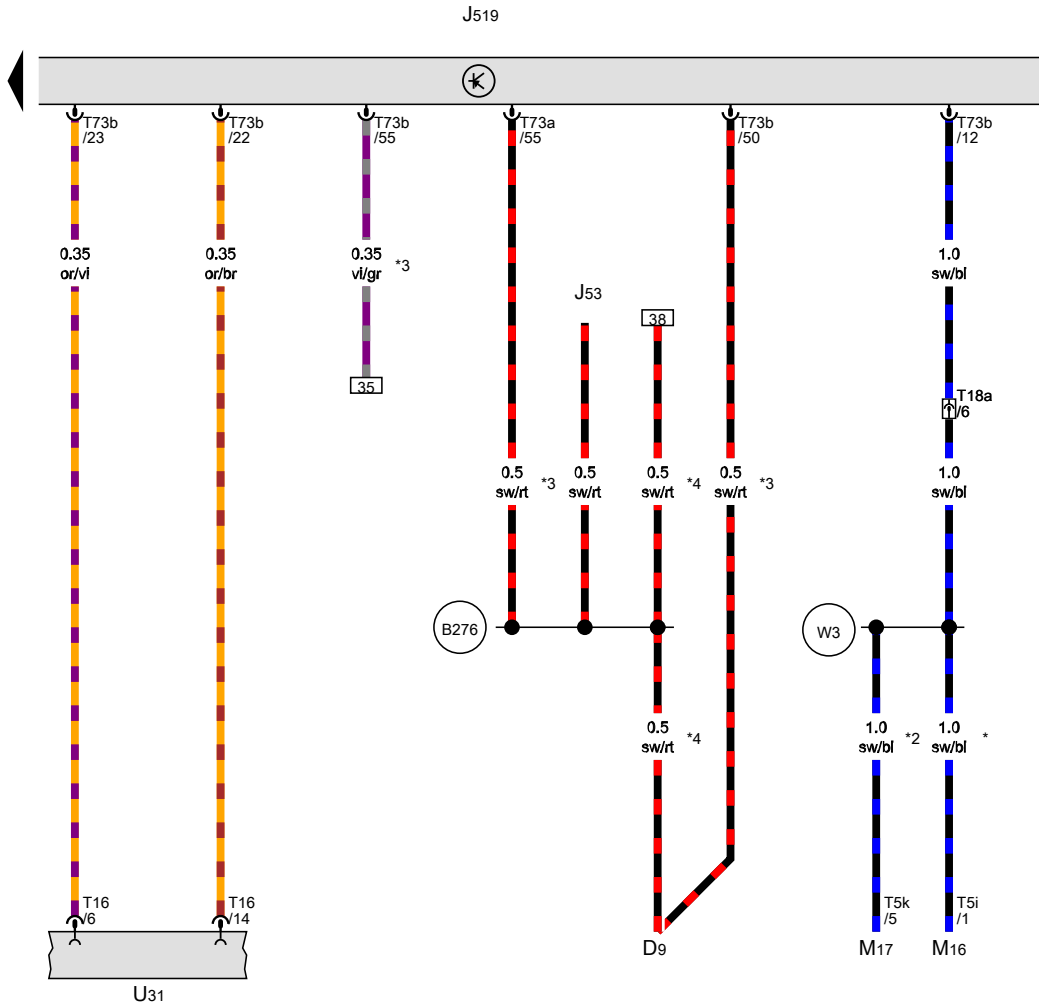 J519
T73b
/23
T73b
/22
T73b
/55
T73a
/55
T73b
/50
T73b
/12
0.35
or/vi
0.35
or/br
0.35
vi/gr *3
1.0
sw/bl
J53
38
35
T18a
/6
0.5
sw/rt *3
0.5
sw/rt
0.5
sw/rt *4
0.5
sw/rt *3
1.0
sw/bl
B276
W3
0.5
sw/rt *4
1.0
sw/bl *2
1.0
sw/bl *
T16
/6
T16
/14
T5k
/5
T5i
/1
D9
M17
M16
U31